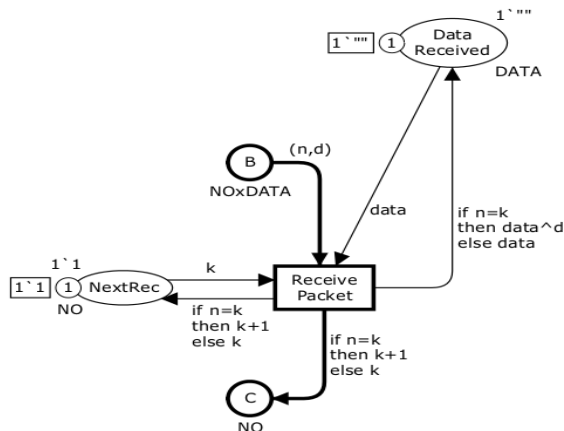 1`""
1`""
1
Data
Received
DATA
B
(n,d)
NOxDATA
data
if n=k
then data^d
else data
1`1
k
1`1
1
NextRec
NO
Receive
Packet
if n=k
then k+1
else k
if n=k
then k+1
else k
C
NO